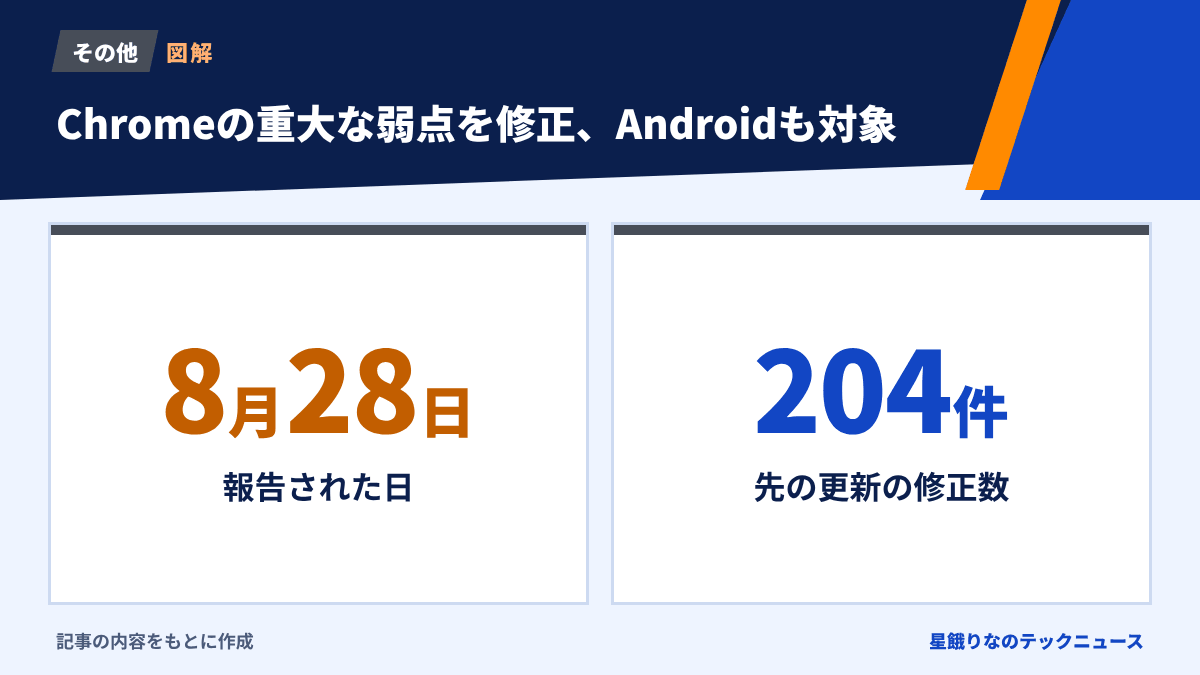 その他 図解
Chromeの重大な弱点を修正、Androidも対象
8月28日
報告された日
204件
先の更新の修正数
記事の内容をもとに作成
星餓りなのテックニュース